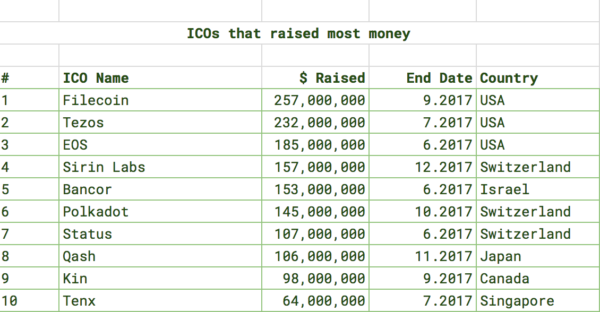 ICOs that raised most money
# ICO Name $ Raised End Date Country
1 Filecoin 257,000,000 9.2017 USA
2 Tezos 232,000,000 7.2017 USA
3 EOS 185,000,000 6.2017 USA
4 Sirin Labs 157,000,000 12.2017 Switzerland
5 Bancor 153,000,000 6.2017 Israel
6 Polkadot 145,000,000 10.2017 Switzerland
7 Status 107,000,000 6.2017 Switzerland
8 Qash 106,000,000 11.2017 Japan
9 Kin 98,000,000 9.2017 Canada
10 Tenx 64,000,000 7.2017 Singapore